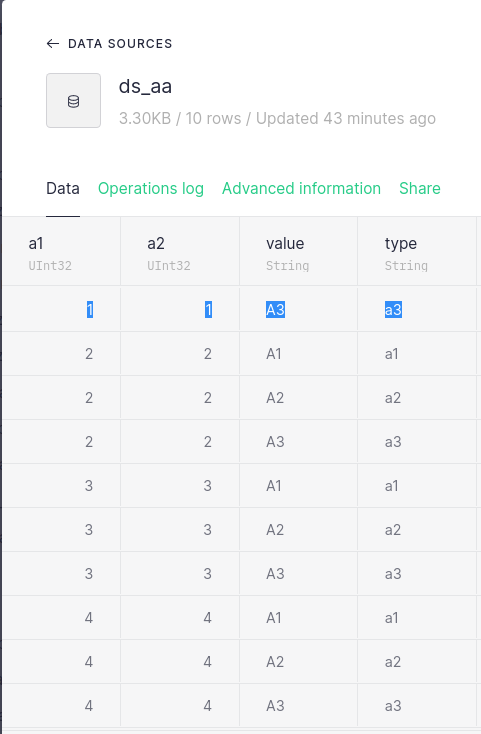 ← DATA SOURCES
ds_aa
3.30KB / 10 rows / Updated 43 minutes ago
Data Operations log Advanced information Share
a1 a2 value type
UInt32 UInt32 String String
1 1 A3 a3
2 2 A1 a1
2 2 A2 a2
2 2 A3 a3
3 3 A1 a1
3 3 A2 a2
3 3 A3 a3
4 4 A1 a1
4 4 A2 a2
4 4 A3 a3